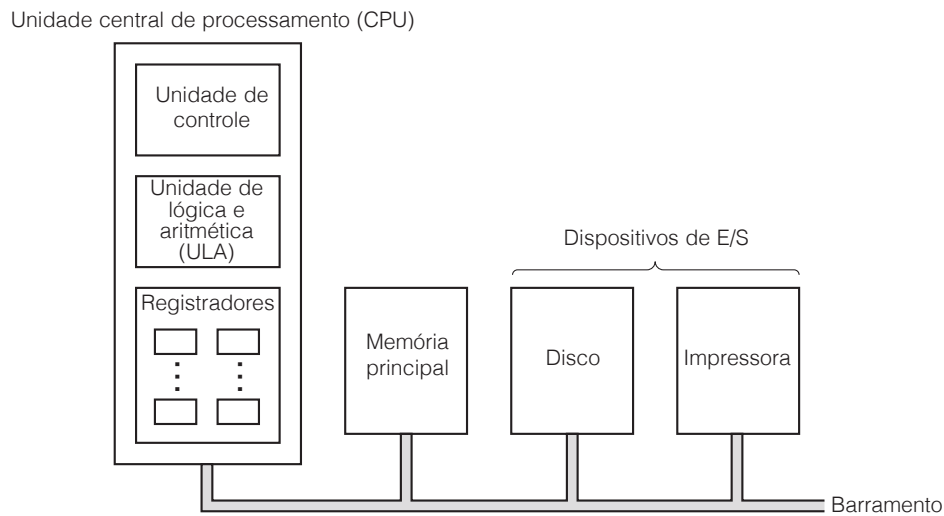 Unidade central de processamento (CPU)
Unidade de
controle
Unidade de
lógica e
aritmética
(ULA)
Registradores
Dispositivos de E/S
Memória
principal
Disco
Impressora
Barramento